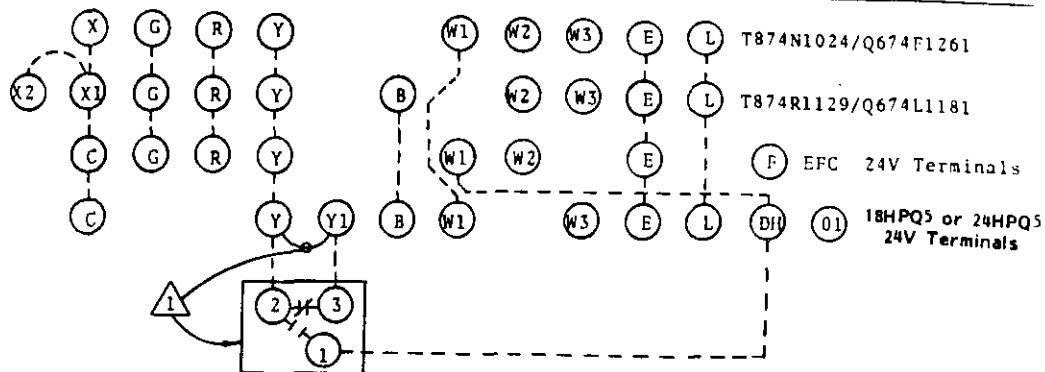 X G R Y W1 W2 W3 E L T874N1024/Q674F1261
X2 X1 G R Y B W2 W3 E L T874R1129/Q674L1181
C G R Y W1 W2 E F EFC 24V Terminals
C Y Y1 B W1 W3 E L DH O1 18HPQ5 or 24HPQ5
24V Terminals
1 2 3
1